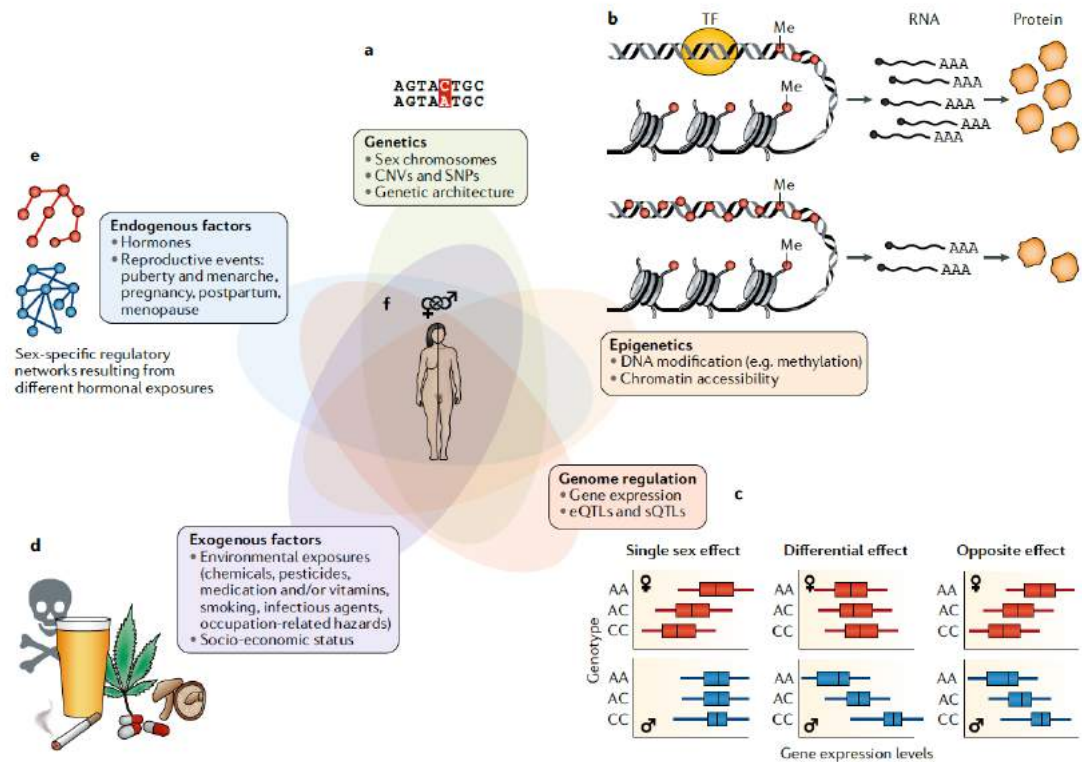 a
AGTACTGC
AGTAATGC
Genetics
• Sex chromosomes
• CNVs and SNPs
• Genetic architecture
b
TF
Me
RNA
Protein
Me
AAA
AAA
AAA
AAA
AAA
Me
Me
AAA
AAA
Epigenetics
• DNA modification (e.g. methylation)
• Chromatin accessibility
e
Endogenous factors
• Hormones
• Reproductive events:
puberty and menarche,
pregnancy, postpartum,
menopause
Sex-specific regulatory
networks resulting from
different hormonal exposures
f
Genome regulation
• Gene expression
• eQTLs and sQTLs
c
Single sex effect
Differential effect
Opposite effect
Genotype
♀
AA
AC
CC
♀
AA
AC
CC
♀
AA
AC
CC
AA
AC
CC
♂
AA
AC
CC
♂
AA
AC
CC
♂
Gene expression levels
d
Exogenous factors
• Environmental exposures
(chemicals, pesticides,
medication and/or vitamins,
smoking, infectious agents,
occupation-related hazards)
• Socio-economic status